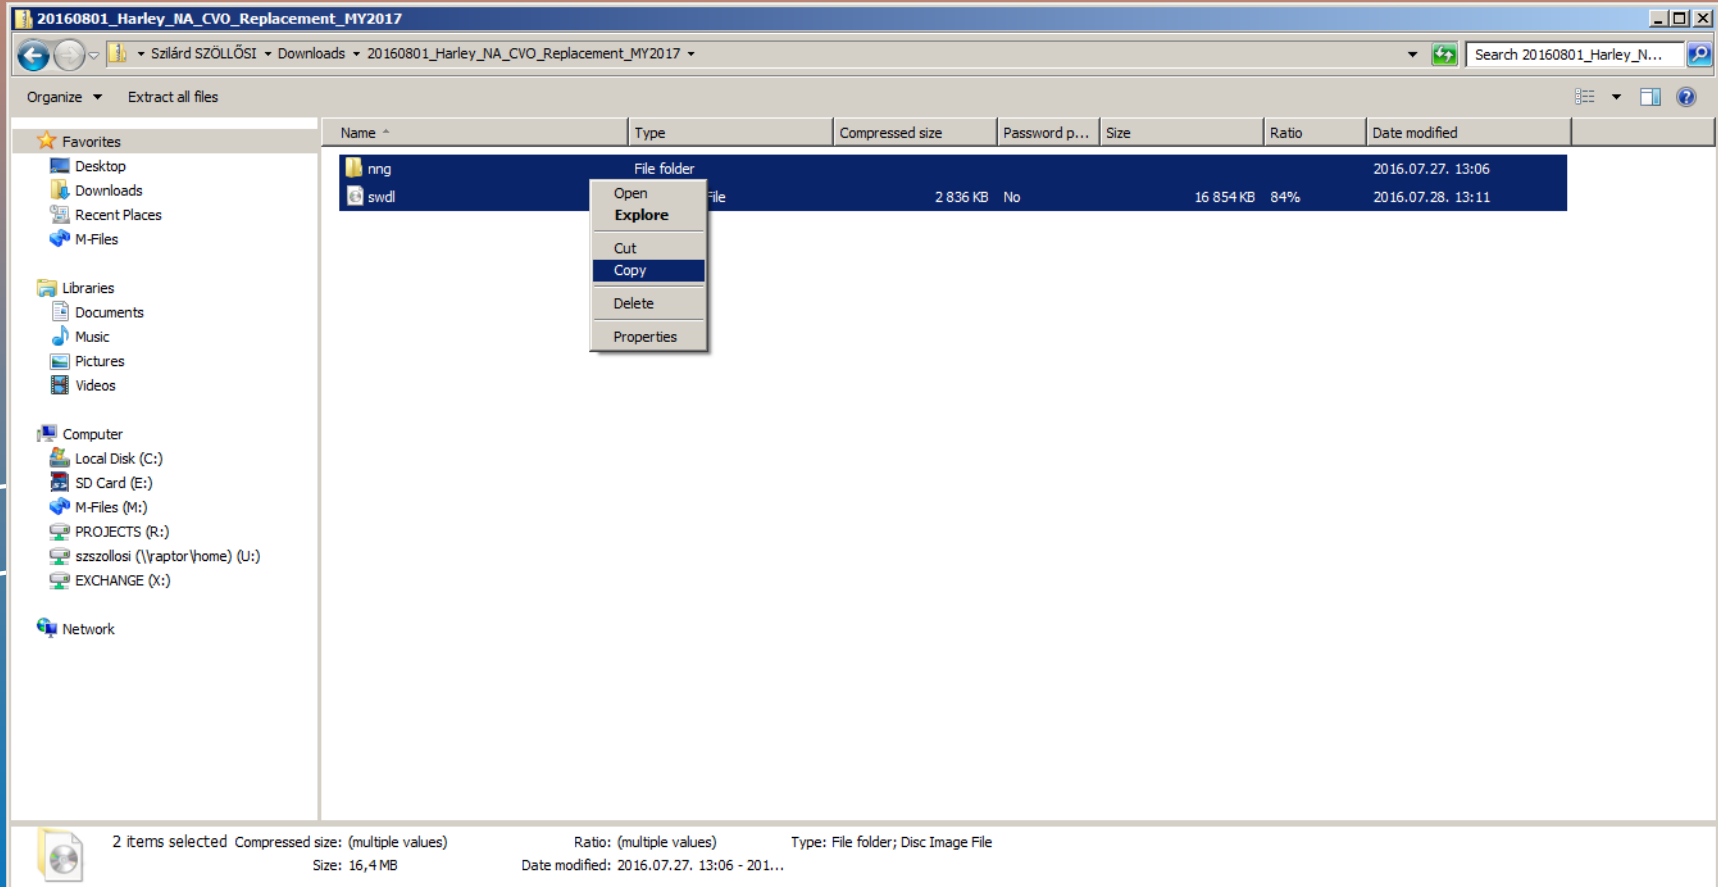 20160801_Harley_NA_CVO_Replacement_MY2017
Szilárd SZÖLLŐSI Downloads 20160801_Harley_NA_CVO_Replacement_MY2017
Search 20160801_Harley_N...
Organize Extract all files
Name Type Compressed size Password p... Size Ratio Date modified
nng File folder 2016.07.27. 13:06
swdl File 2 836 KB No 16 854 KB 84% 2016.07.28. 13:11
Open
Explore
Cut
Copy
Delete
Properties
Favorites
Desktop
Downloads
Recent Places
M-Files
Libraries
Documents
Music
Pictures
Videos
Computer
Local Disk (C:)
SD Card (E:)
M-Files (M:)
PROJECTS (R:)
szszollosi (\\raptor\home) (U:)
EXCHANGE (X:)
Network
2 items selected Compressed size: (multiple values) Ratio: (multiple values) Type: File folder; Disc Image File
Size: 16,4 MB Date modified: 2016.07.27. 13:06 - 201...